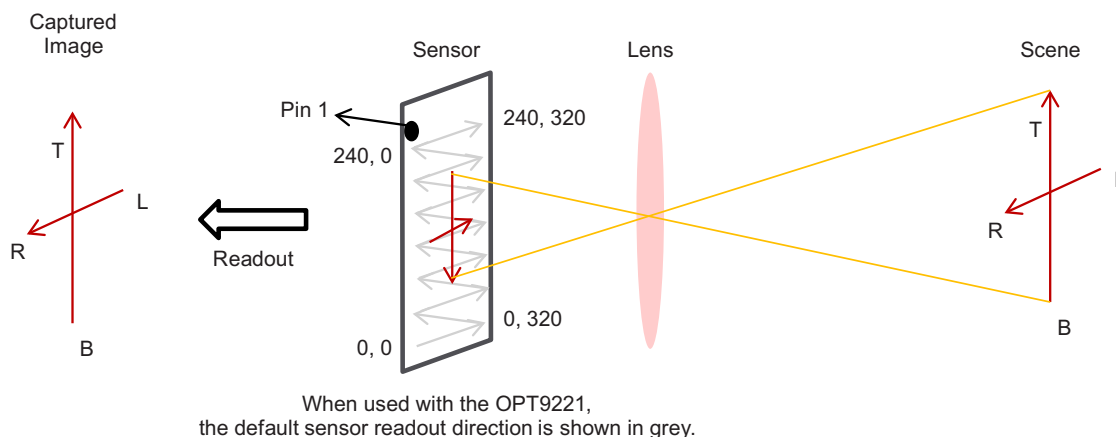 Captured
Image
Sensor
Lens
Scene
Pin 1
240, 320
240, 0
T
L
R
B
Readout
0, 320
0, 0
T
R
B
When used with the OPT9221,
the default sensor readout direction is shown in grey.